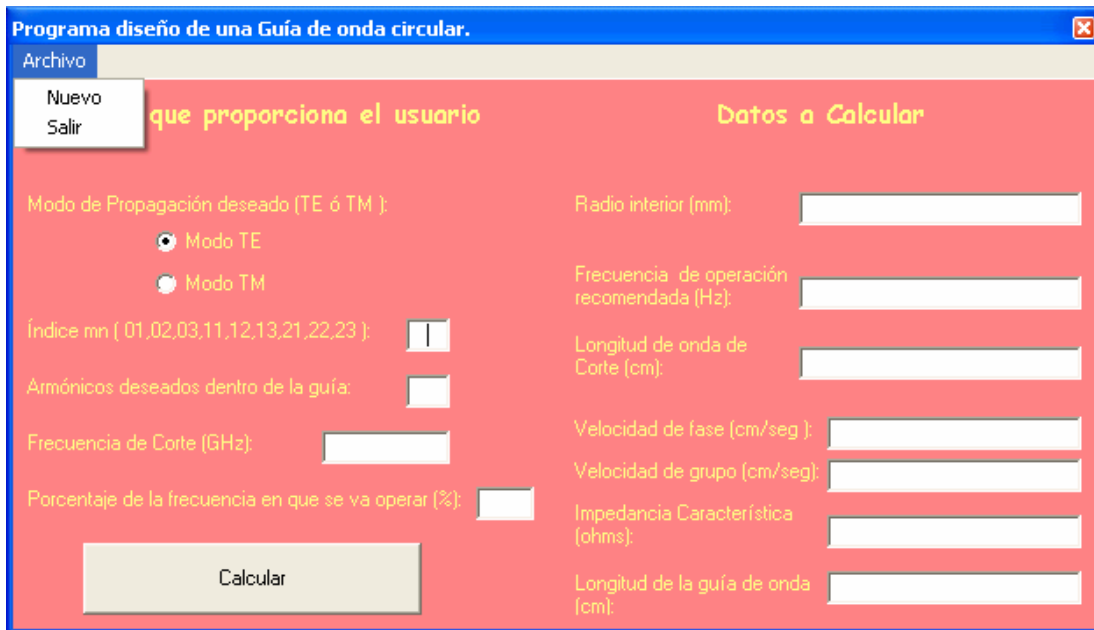 Programa diseño de una Guía de onda circular.
Archivo
Nuevo
Salir
que proporciona el usuario
Datos a Calcular
Modo de Propagación deseado (TE ó TM ):
Modo TE
Modo TM
Índice mn ( 01,02,03,11,12,13,21,22,23 ):
Armónicos deseados dentro de la guía:
Frecuencia de Corte (GHz):
Porcentaje de la frecuencia en que se va operar (%):
Calcular
Radio interior (mm):
Frecuencia de operación
recomendada (Hz):
Longitud de onda de
Corte (cm):
Velocidad de fase (cm/seg ):
Velocidad de grupo (cm/seg):
Impedancia Característica
(ohms):
Longitud de la guía de onda
(cm):